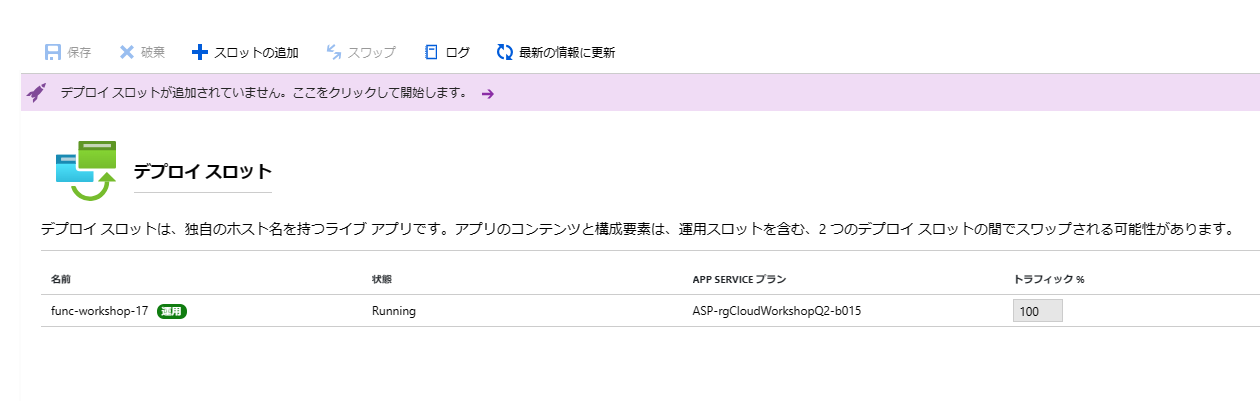 保存 破棄 スロットの追加 スワップ ログ 最新の情報に更新
デプロイ スロットが追加されていません。ここをクリックして開始します。 →
デプロイ スロット
デプロイ スロットは、独自のホスト名を持つライブ アプリです。アプリのコンテンツと構成要素は、運用スロットを含む、2 つのデプロイ スロットの間でスワップされる可能性があります。
名前 状態 APP SERVICE プラン トラフィック %
func-workshop-17 運用 Running ASP-rgCloudWorkshopQ2-b015 100